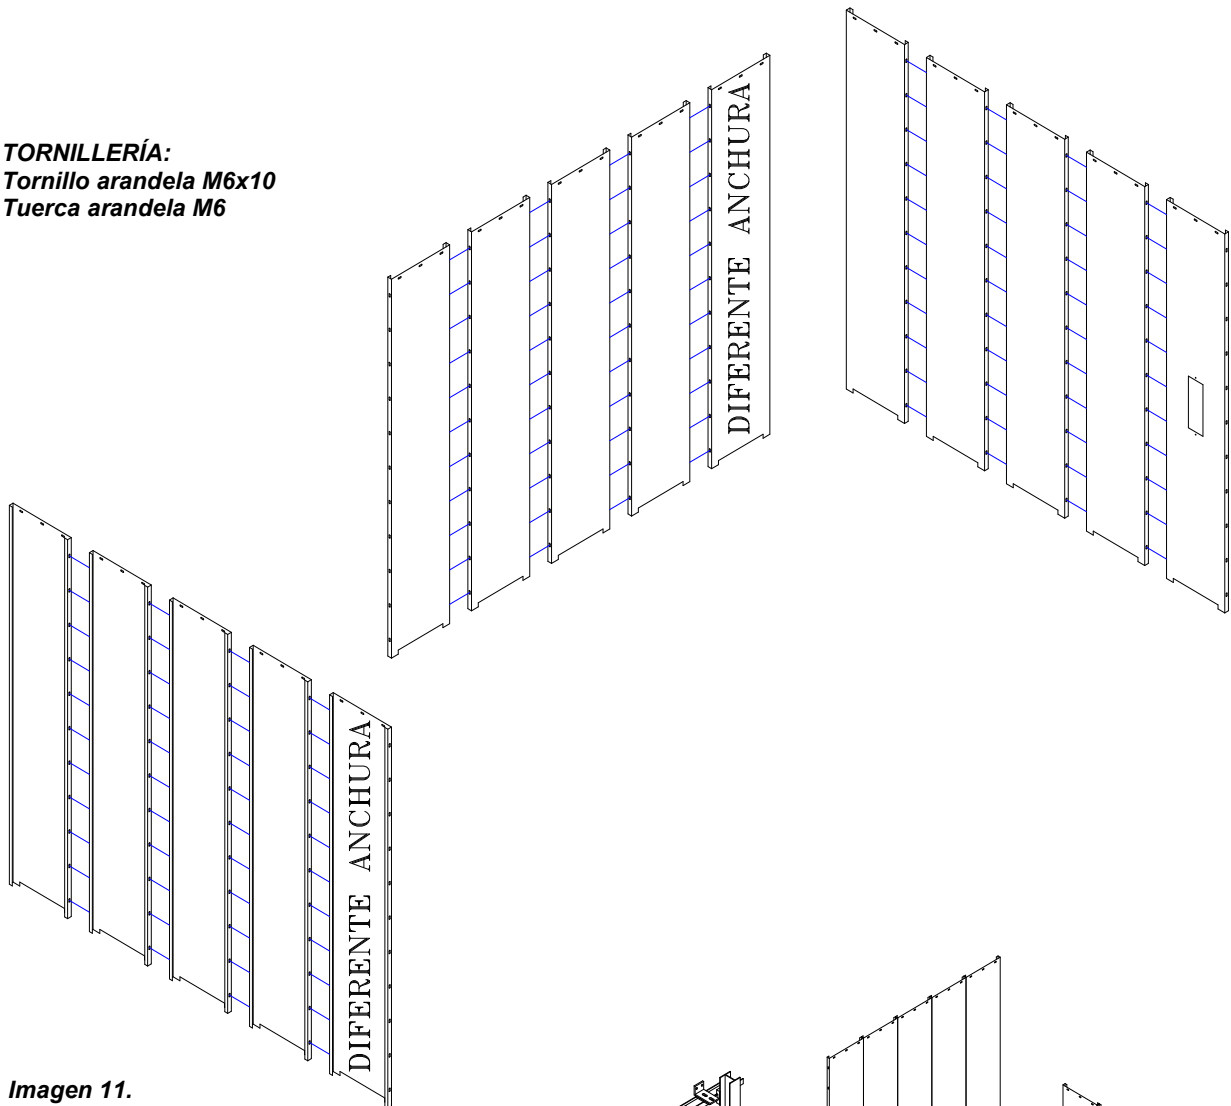 TORNILLERÍA:
Tornillo arandela M6x10
Tuerca arandela M6
DIFERENTE ANCHURA
DIFERENTE ANCHURA
Imagen 11.